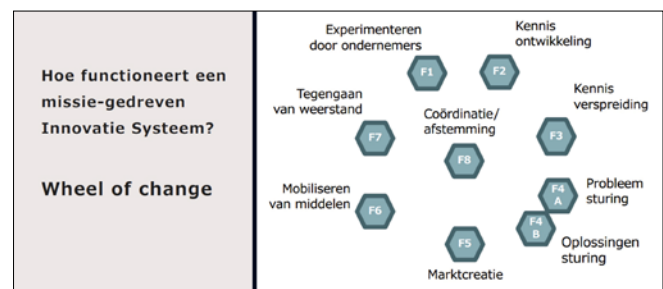 Hoe functioneert een
missie-gedreven
Innovatie Systeem?
Wheel of change
Experimenteren
door ondernemers
F1
Kennis
ontwikkeling
F2
Kennis
verspreiding
F3
Probleem
sturing
F4
A
F4
B
Oplossingen
sturing
F5
Marktcreatie
Mobiliseren
van middelen
F6
Tegengaan
van weerstand
F7
Coördinatie/
afstemming
F8